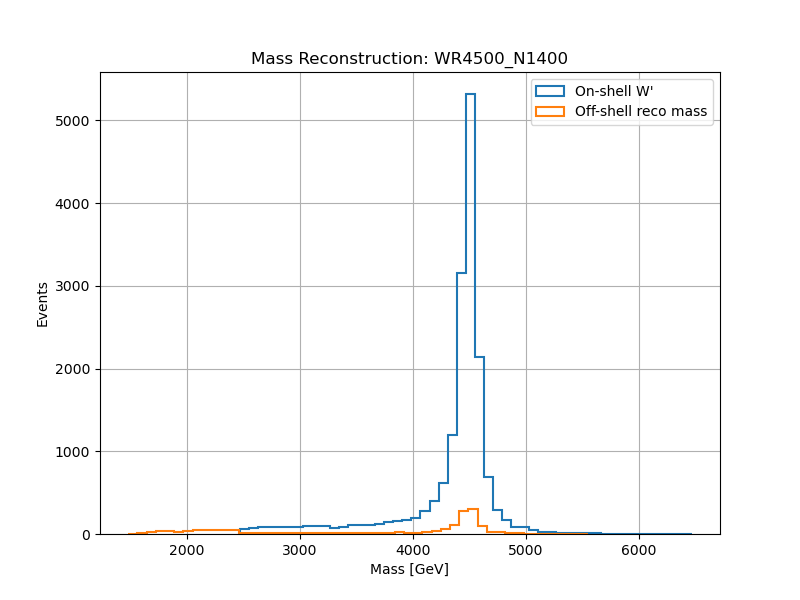 Mass Reconstruction: WR4500_N1400
On-shell W'
Off-shell reco mass
5000
4000
3000
2000
1000
0
Events
2000 3000 4000 5000 6000
Mass [GeV]